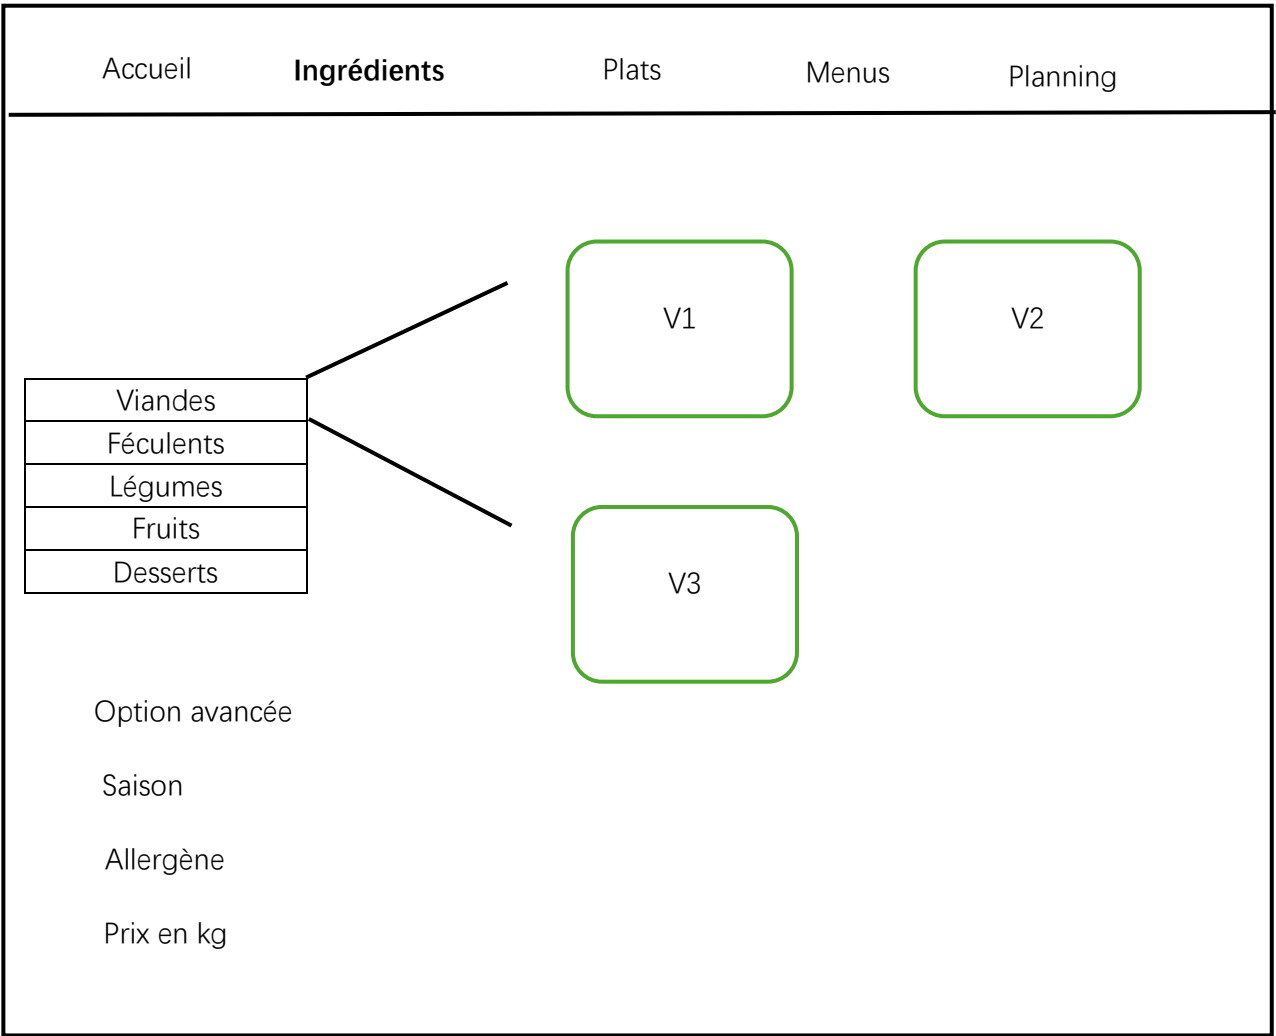 Accueil Ingrédients Plats Menus Planning
V1 V2
Viandes
Féculents
Légumes
Fruits
Desserts
V3
Option avancée
Saison
Allergène
Prix en kg